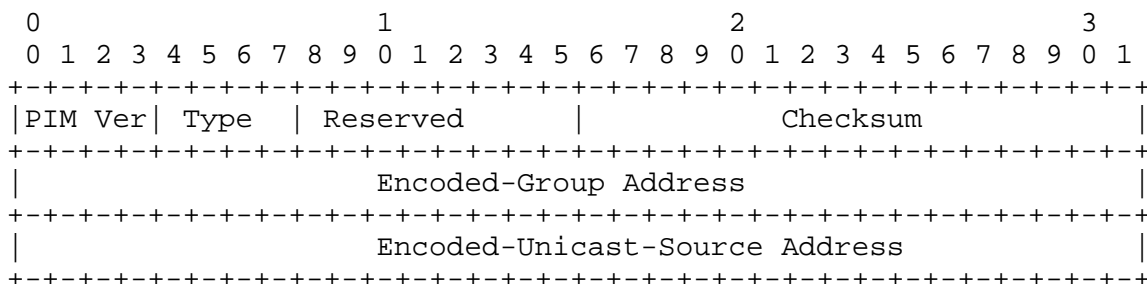 0                   1                   2                   3
 0 1 2 3 4 5 6 7 8 9 0 1 2 3 4 5 6 7 8 9 0 1 2 3 4 5 6 7 8 9 0 1
+-+-+-+-+-+-+-+-+-+-+-+-+-+-+-+-+-+-+-+-+-+-+-+-+-+-+-+-+-+-+-+-+
|PIM Ver| Type  | Reserved      |           Checksum            |
+-+-+-+-+-+-+-+-+-+-+-+-+-+-+-+-+-+-+-+-+-+-+-+-+-+-+-+-+-+-+-+-+
|                    Encoded-Group Address                      |
+-+-+-+-+-+-+-+-+-+-+-+-+-+-+-+-+-+-+-+-+-+-+-+-+-+-+-+-+-+-+-+-+
|                    Encoded-Unicast-Source Address             |
+-+-+-+-+-+-+-+-+-+-+-+-+-+-+-+-+-+-+-+-+-+-+-+-+-+-+-+-+-+-+-+-+